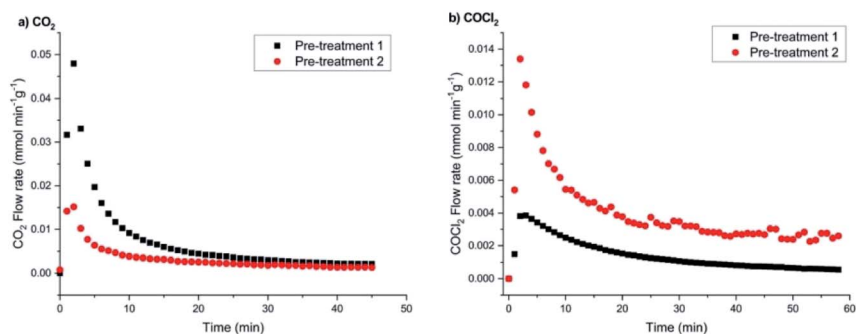 a) CO₂
Pre-treatment 1
Pre-treatment 2
CO₂ Flow rate (mmol min⁻¹g⁻¹)
0.05
0.04
0.03
0.02
0.01
0.00
0
10
20
30
40
50
Time (min)
b) COCl₂
Pre-treatment 1
Pre-treatment 2
COCl₂ Flow rate (mmol min⁻¹g⁻¹)
0.014
0.012
0.010
0.008
0.006
0.004
0.002
0.000
0
10
20
30
40
50
60
Time (min)